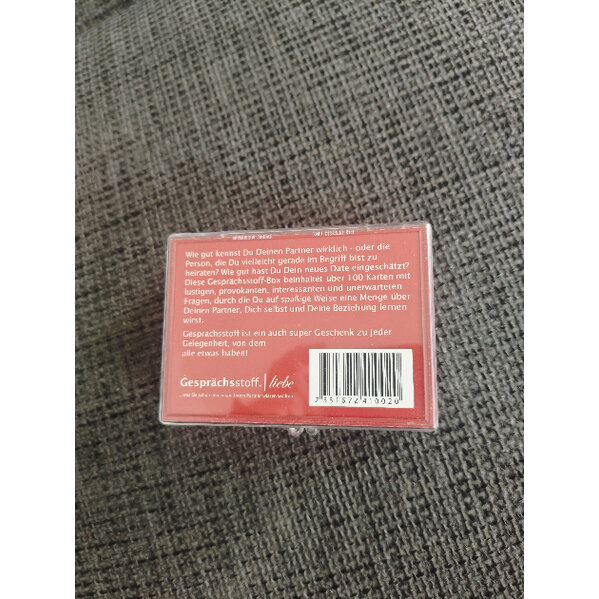 Wie gut kennst Du Deinen Partner wirklich - oder die
Person, die Du vielleicht gerade im Begriff bist zu
heiraten? Wie gut hast Du Dein neues Date eingeschätzt?
Diese Gesprächsstoff-Box beinhaltet über 100 Karten mit
lustigen, provokanten, interessanten und unerwarteten
Fragen, durch die Du auf spaßige Weise eine Menge über
Deinen Partner, Dich selbst und Deine Beziehung lernen
wirst.
Gesprächsstoff ist ein auch super Geschenk zu jeder
Gelegenheit, von dem
alle etwas haben!
Gesprächsstoff. | liebe
7 331672 410020